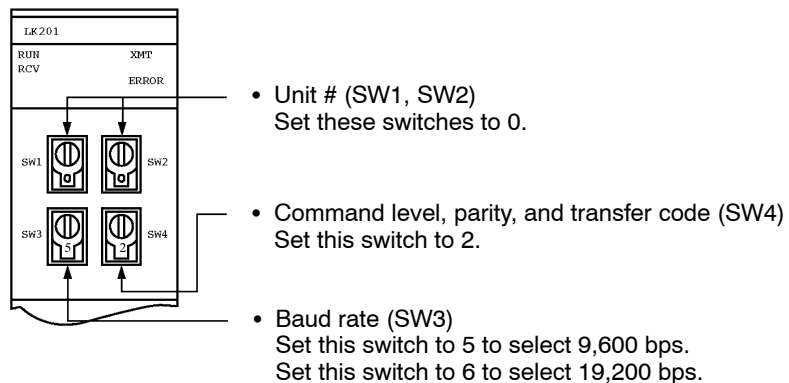 LK201
RUN XMT
RCV
ERROR
• Unit # (SW1, SW2)
Set these switches to 0.
SW1 0 0 SW2
• Command level, parity, and transfer code (SW4)
Set this switch to 2.
SW3 5 2 SW4
• Baud rate (SW3)
Set this switch to 5 to select 9,600 bps.
Set this switch to 6 to select 19,200 bps.